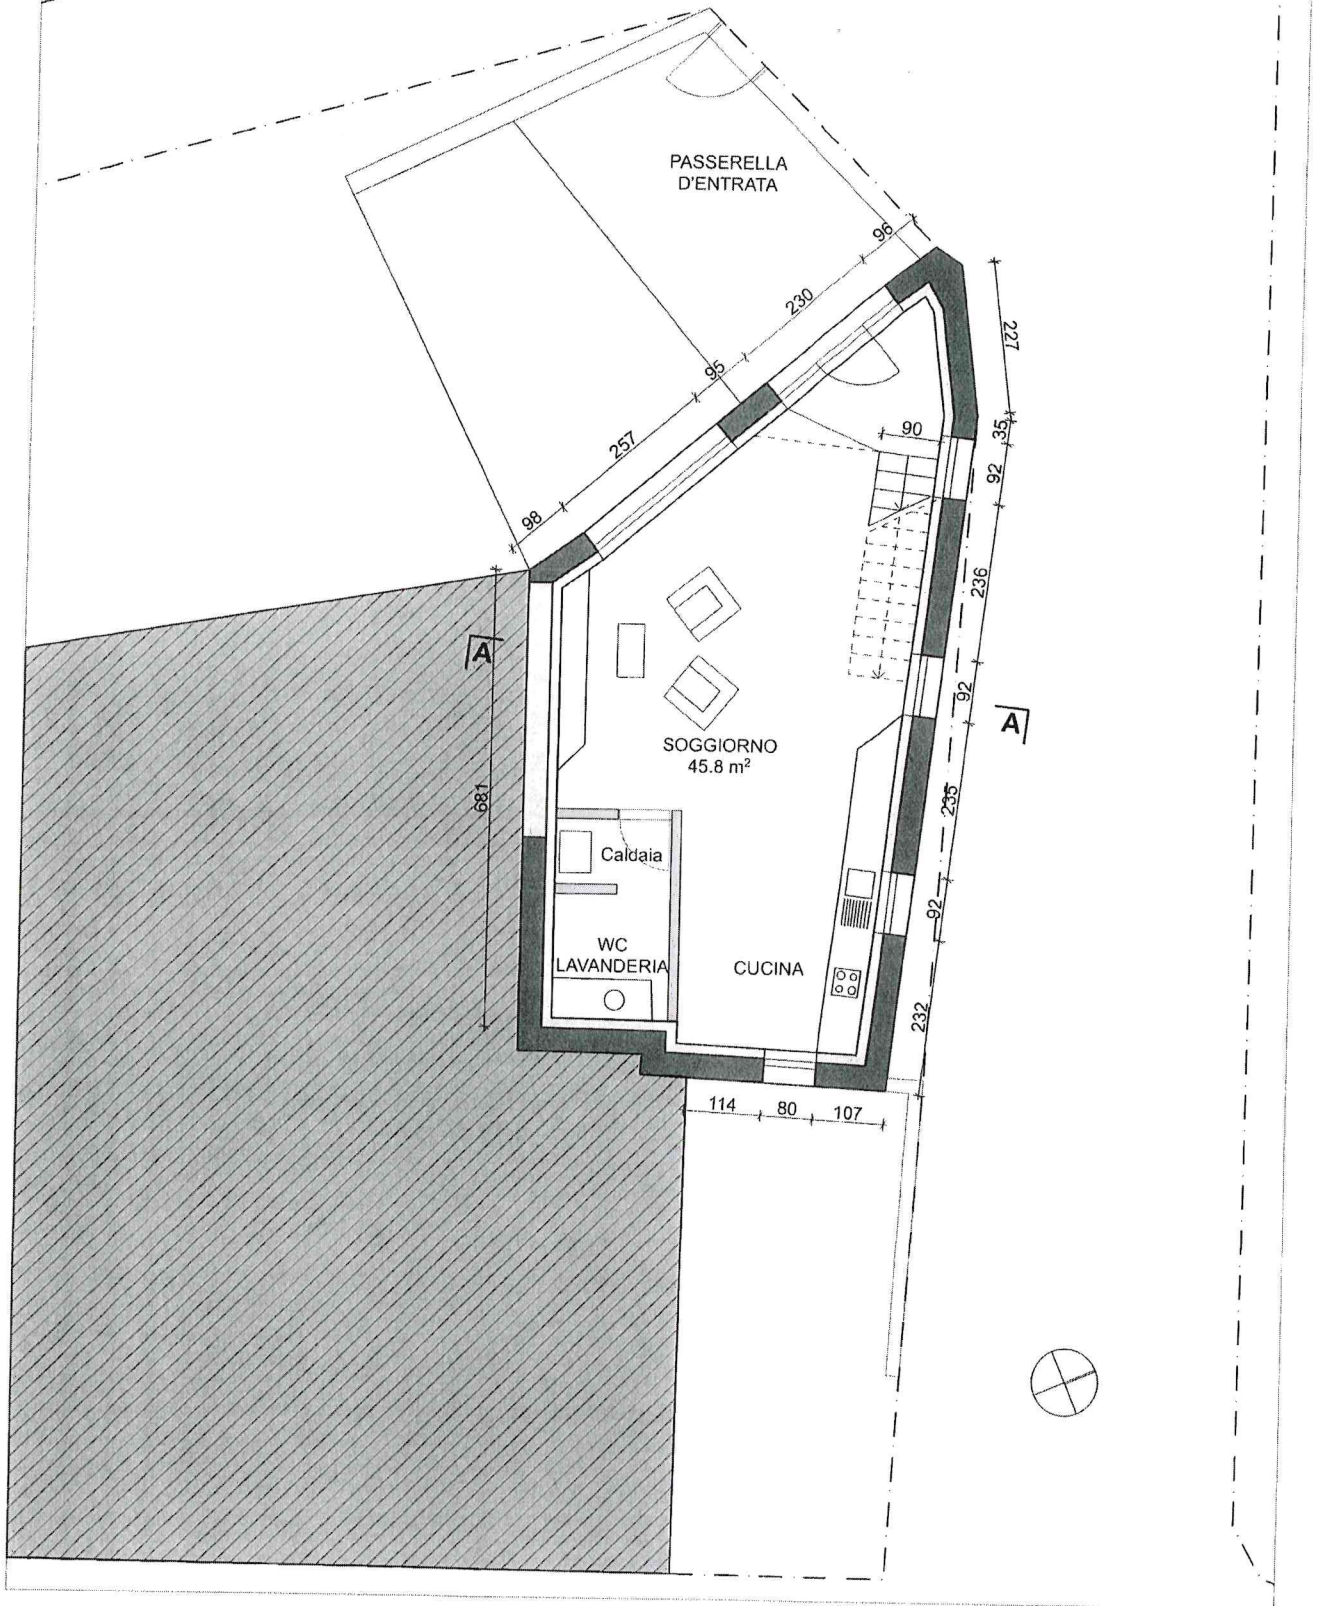 PASSERELLA
D'ENTRATA
96
230
95
257
98
227
35
92
90
236
A
92
A
SOGGIORNO
45.8 m²
681
235
Caldaia
92
WC
LAVANDERIA
CUCINA
232
114
80
107